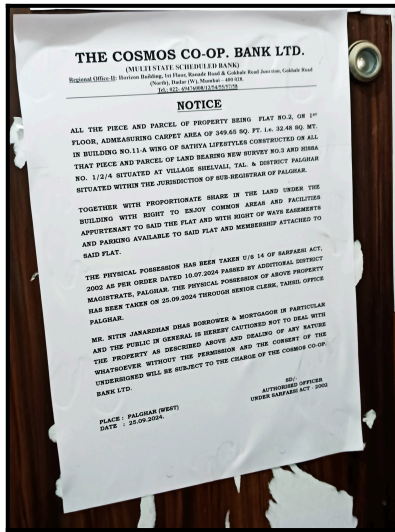 THE COSMOS CO-OP. BANK LTD.
(MULTI STATE SCHEDULED BANK)
Regional Office-II: Horizon Building, 1st Floor, Ranade Road & Gokhale Road Junction, Gokhale Road
(North), Dadar (W), Mumbai - 400 028.
Tel.: 022- 69476008/12/54/55/57/58
NOTICE
ALL THE PIECE AND PARCEL OF PROPERTY BEING FLAT NO.2, ON 1ST
FLOOR, ADMEASURING CARPET AREA OF 349.65 SQ. FT. i.e. 32.48 SQ. MT.
IN BUILDING NO.11-A WING OF SATHYA LIFESTYLES CONSTRUCTED ON ALL
THAT PIECE AND PARCEL OF LAND BEARING NEW SURVEY NO.3 AND HISSA
NO. 1/2/4 SITUATED AT VILLAGE SHELVALI, TAL. & DISTRICT PALGHAR
SITUATED WITHIN THE JURISDICTION OF SUB-REGISTRAR OF PALGHAR.
TOGETHER WITH PROPORTIONATE SHARE IN THE LAND UNDER THE
BUILDING WITH RIGHT TO ENJOY COMMON AREAS AND FACILITIES
APPURTENANT TO SAID THE FLAT AND WITH RIGHT OF WAYS EASEMENTS
AND PARKING AVAILABLE TO SAID FLAT AND MEMBERSHIP ATTACHED TO
SAID FLAT.
THE PHYSICAL POSSESSION HAS BEEN TAKEN U/S 14 OF SARFAESI ACT,
2002 AS PER ORDER DATED 10.07.2024 PASSED BY ADDITIONAL DISTRICT
MAGISTRATE, PALGHAR. THE PHYSICAL POSSESSION OF ABOVE PROPERTY
HAS BEEN TAKEN ON 25.09.2024 THROUGH SENIOR CLERK, TAHSIL OFFICE
PALGHAR.
MR. NITIN JANARDHAN DHAS BORROWER & MORTGAGOR IN PARTICULAR
AND THE PUBLIC IN GENERAL IS HEREBY CAUTIONED NOT TO DEAL WITH
THE PROPERTY AS DESCRIBED ABOVE AND DEALING OF ANY NATURE
WHATSOEVER WITHOUT THE PERMISSION AND THE CONSENT OF THE
UNDERSIGNED WILL BE SUBJECT TO THE CHARGE OF THE COSMOS CO-OP.
BANK LTD.
SD/-
AUTHORISED OFFICER
UNDER SARFAESI ACT - 2002
PLACE : PALGHAR (WEST)
DATE : 25.09.2024.